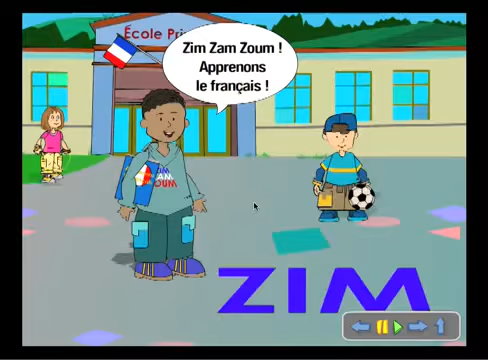 École Pri
Zim Zam Zoum !
Apprenons
le français !
ZIM
ZAM
ZOUM
ZIM